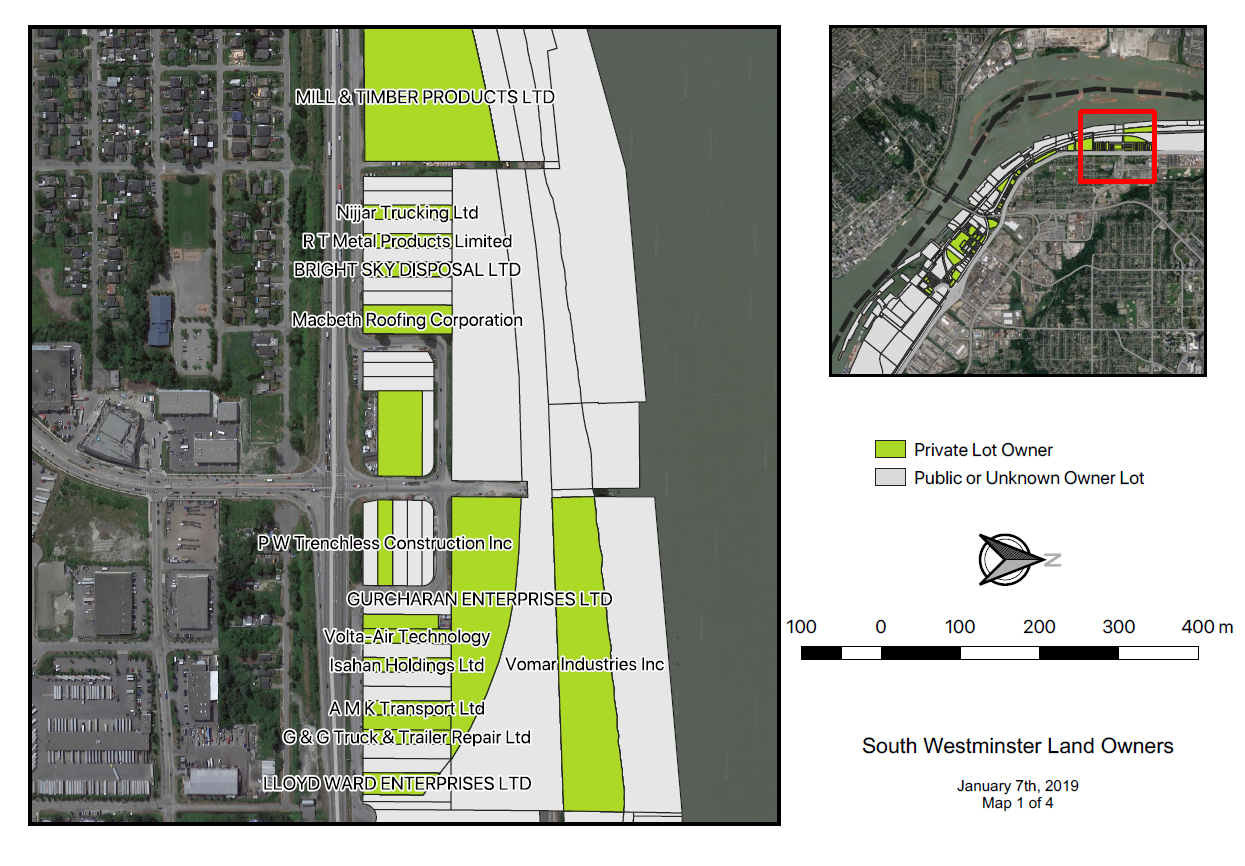 MILL & TIMBER PRODUCTS LTD
Nijjar Trucking Ltd
R T Metal Products Limited
BRIGHT SKY DISPOSAL LTD
Macbeth Roofing Corporation
P W Trenchless Construction Inc
GURCHARAN ENTERPRISES LTD
Volta-Air Technology
Isahan Holdings Ltd
Vomar Industries Inc
A M K Transport Ltd
G & G Truck & Trailer Repair Ltd
LLOYD WARD ENTERPRISES LTD
Private Lot Owner
Public or Unknown Owner Lot
N
100 0 100 200 300 400 m
South Westminster Land Owners
January 7th, 2019
Map 1 of 4